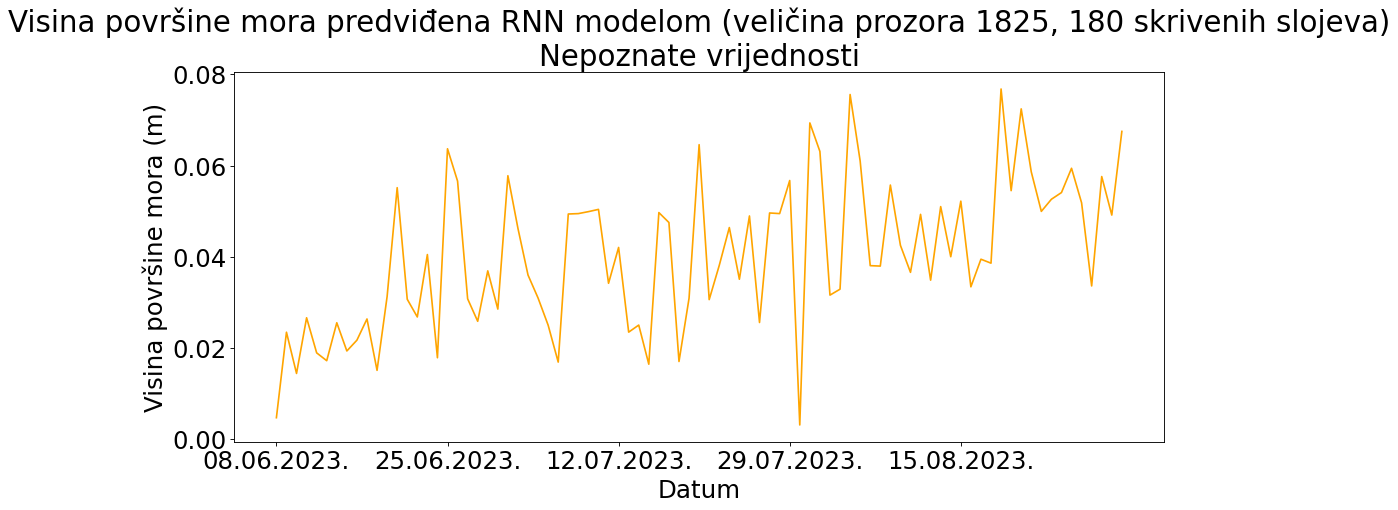 Visina površine mora predviđena RNN modelom (veličina prozora 1825, 180 skrivenih slojeva)
Nepoznate vrijednosti
0.08
0.06
0.04
0.02
0.00
Visina površine mora (m)
08.06.2023. 25.06.2023. 12.07.2023. 29.07.2023. 15.08.2023.
Datum